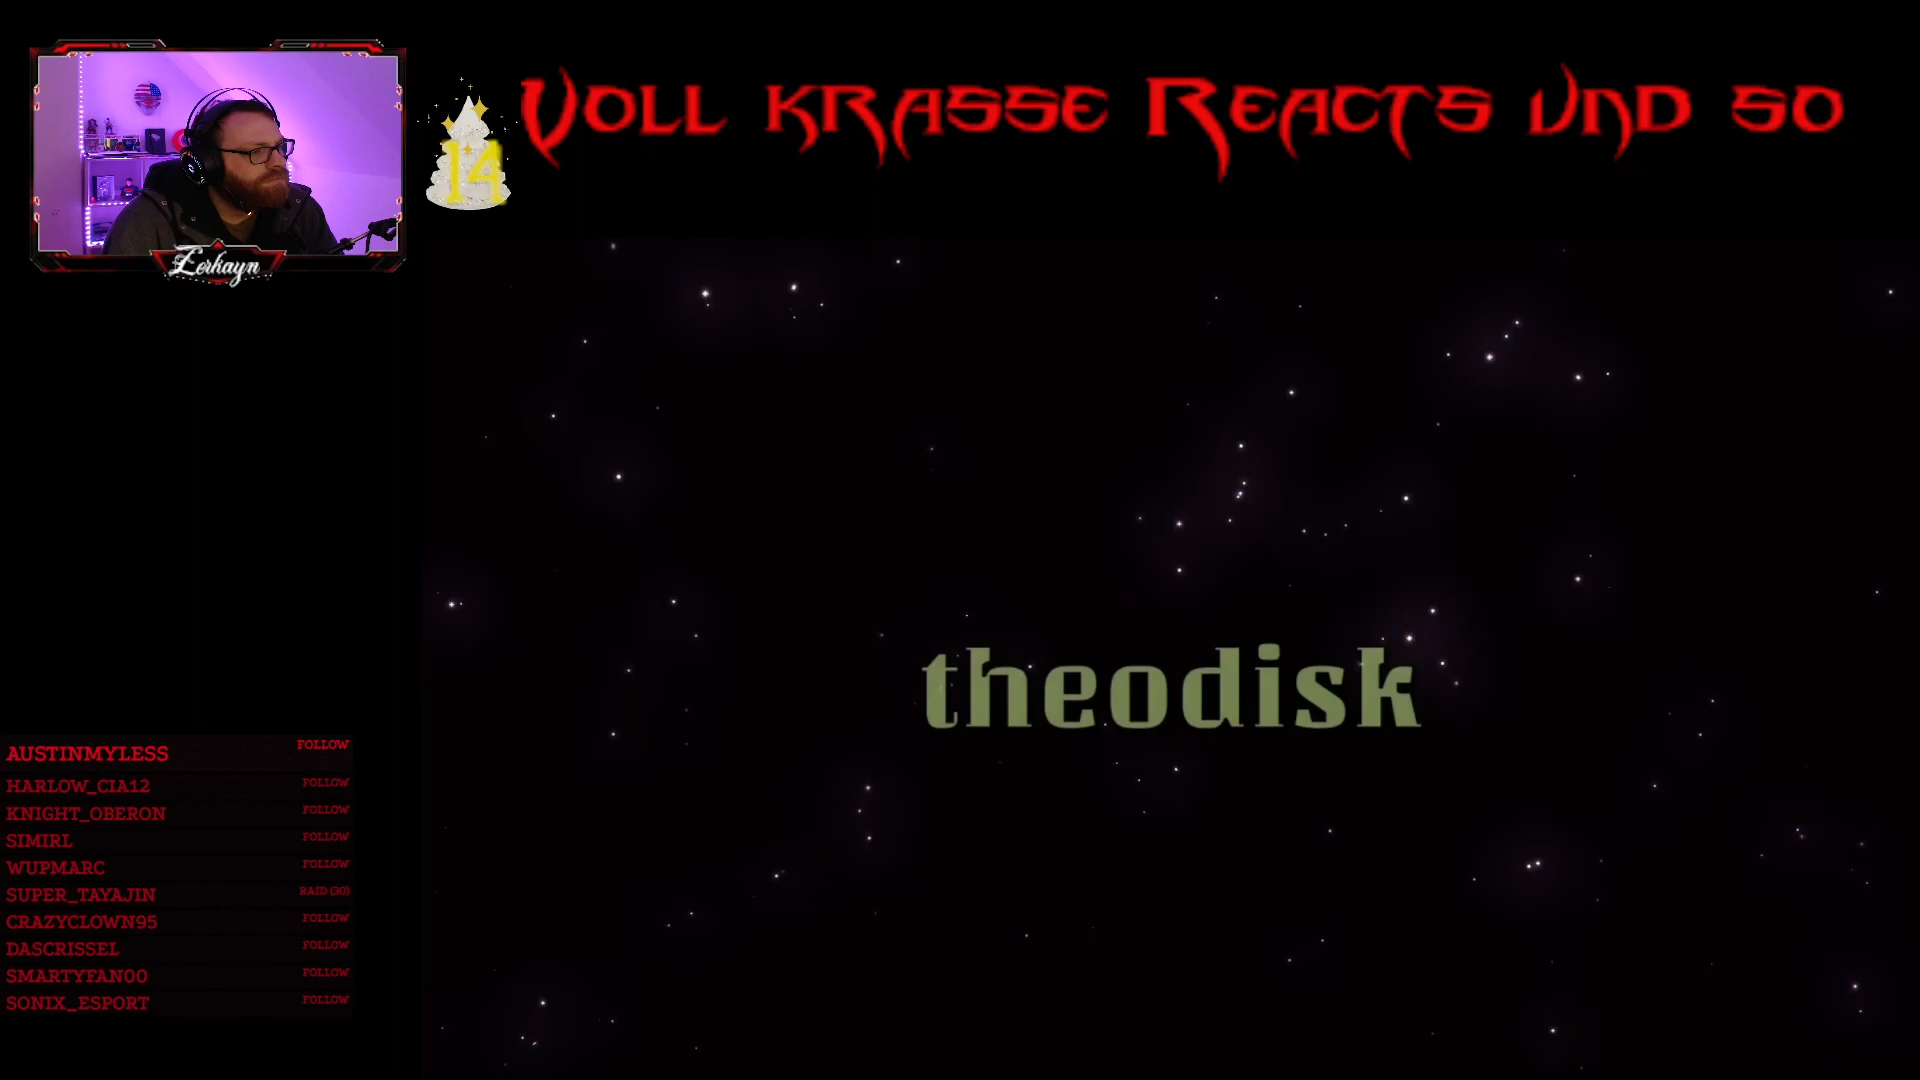 Voll krasse Reacts und so
14
Zerkayn
theodisk
AUSTINMYLESS FOLLOW
HARLOW_CIA12 FOLLOW
KNIGHT_OBERON FOLLOW
SIMIRL FOLLOW
WUPMARC FOLLOW
SUPER_TAYAJIN RAID (30)
CRAZYCLOWN95 FOLLOW
DASCRISSEL FOLLOW
SMARTYFAN00 FOLLOW
SONIX_ESPORT FOLLOW